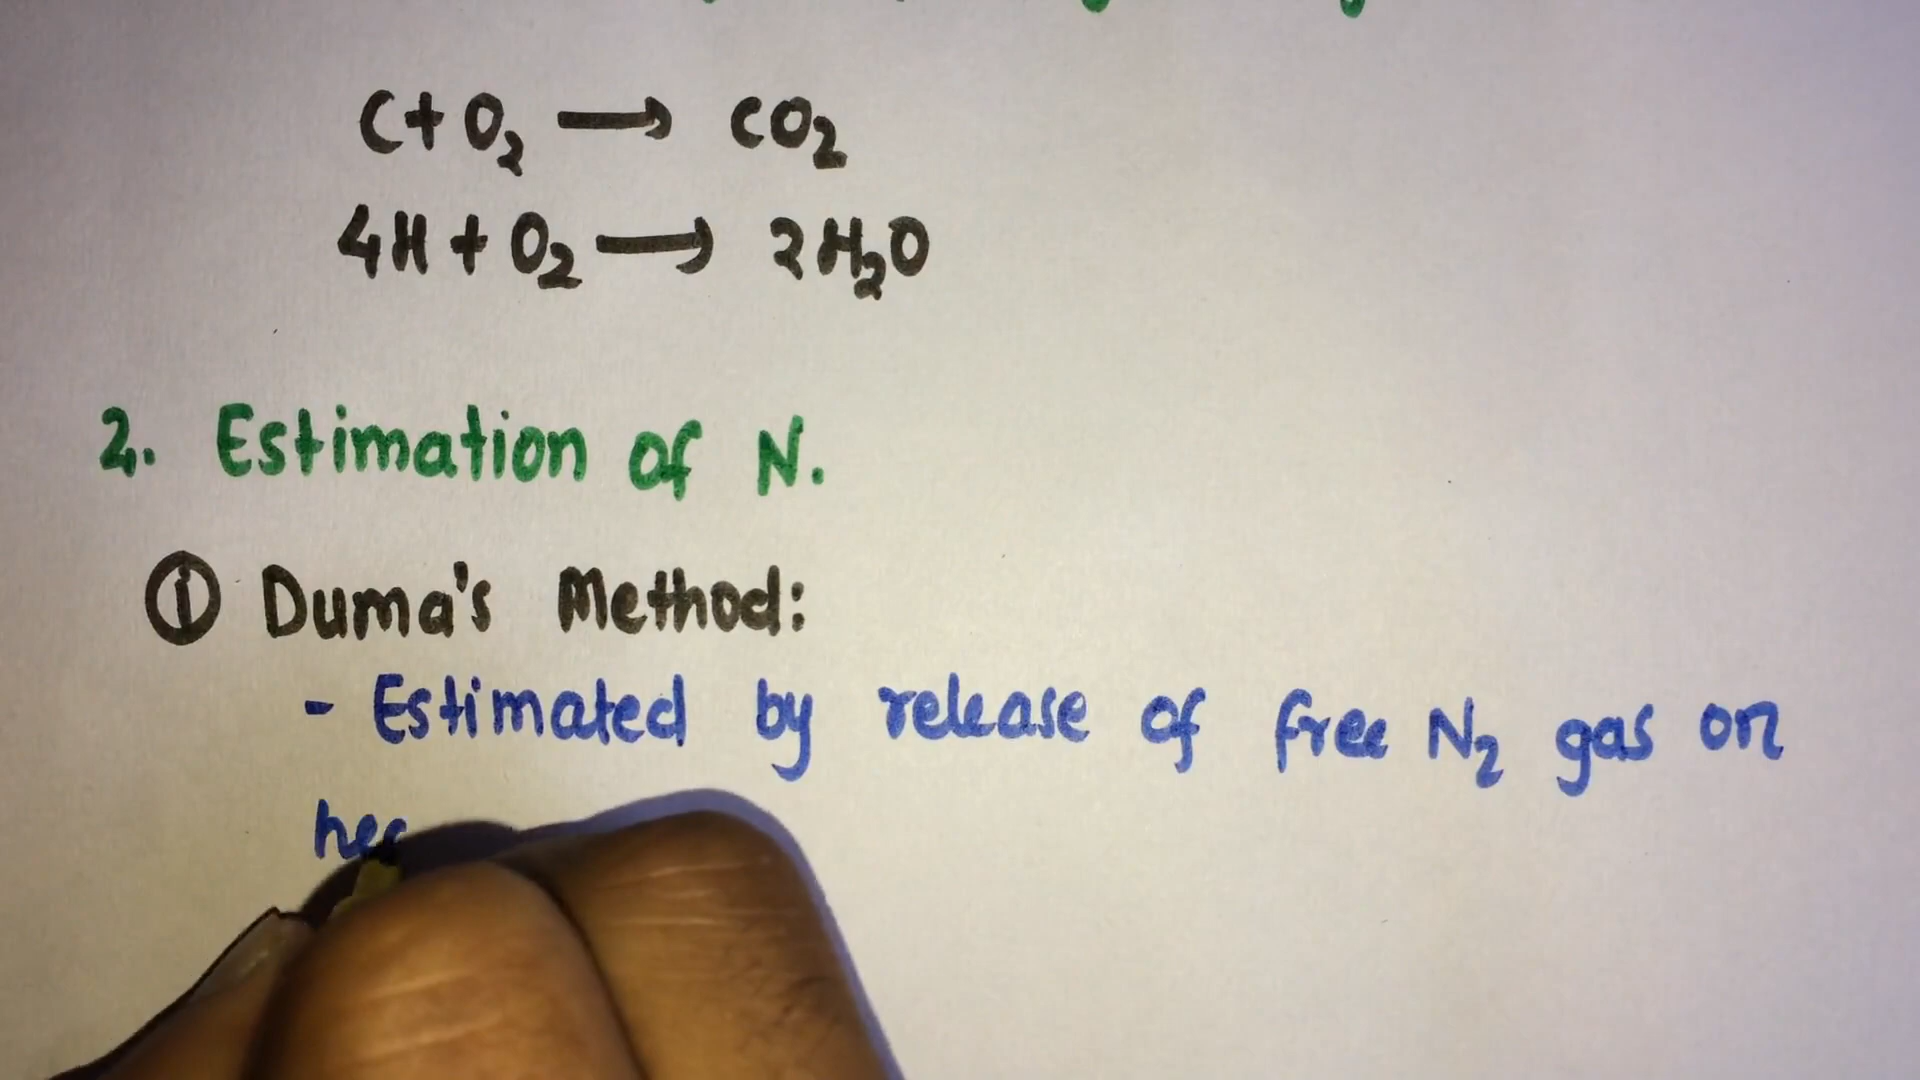 C + O₂ → CO₂
4H + O₂ → 2H₂O
2. Estimation of N.
① Duma's Method:
- Estimated by release of free N₂ gas on